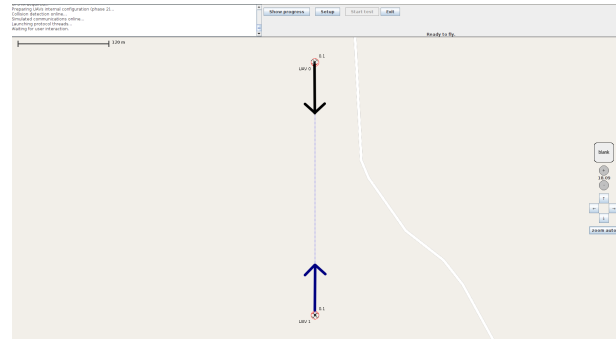 Preparing UAVs internal configuration (phase 2)...
Collision detection online...
Simulated communications online...
Launching protocol threads...
Waiting for user interaction.
Show progress
Setup
Start test
Exit
Ready to fly.
120 m
0.1
UAV 0
blank
+
18.00
-
zoom auto
0.1
UAV 1